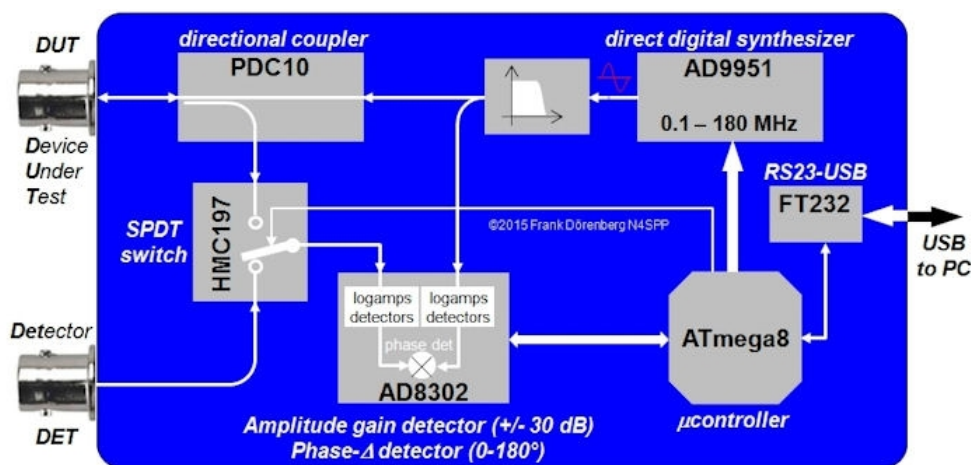 DUT
Device
Under
Test
directional coupler
PDC10
direct digital synthesizer
AD9951
0.1 – 180 MHz
RS23-USB
FT232
USB
to PC
SPDT
switch
HMC197
©2015 Frank Dörenberg N4SPP
logamps
detectors
logamps
detectors
phase det
AD8302
ATmega8
μcontroller
Detector
DET
Amplitude gain detector (+/- 30 dB)
Phase-Δ detector (0-180°)